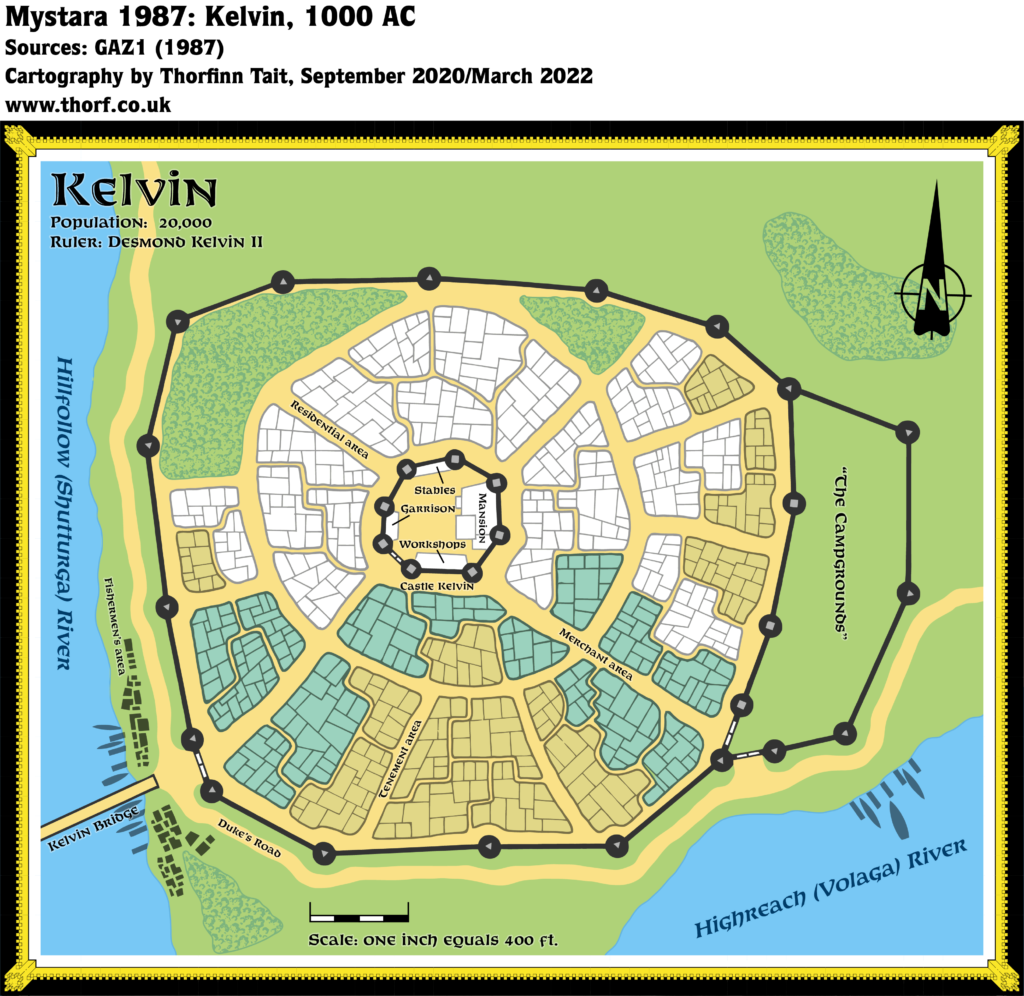 Mystara 1987: Kelvin, 1000 AC
Sources: GAZ1 (1987)
Cartography by Thorfinn Tait, September 2020/March 2022
www.thorf.co.uk
Kelvin
Population: 20,000
Ruler: Desmond Kelvin II
N
Hillfollow (Shutturga) River
Residential area
Stables
Garrison
Mansion
Workshops
Castle Kelvin
"The Campgrounds"
Fishermen's area
Merchant area
Tenement area
Kelvin Bridge
Duke's Road
Highreach (Volaga) River
Scale: one inch equals 400 ft.